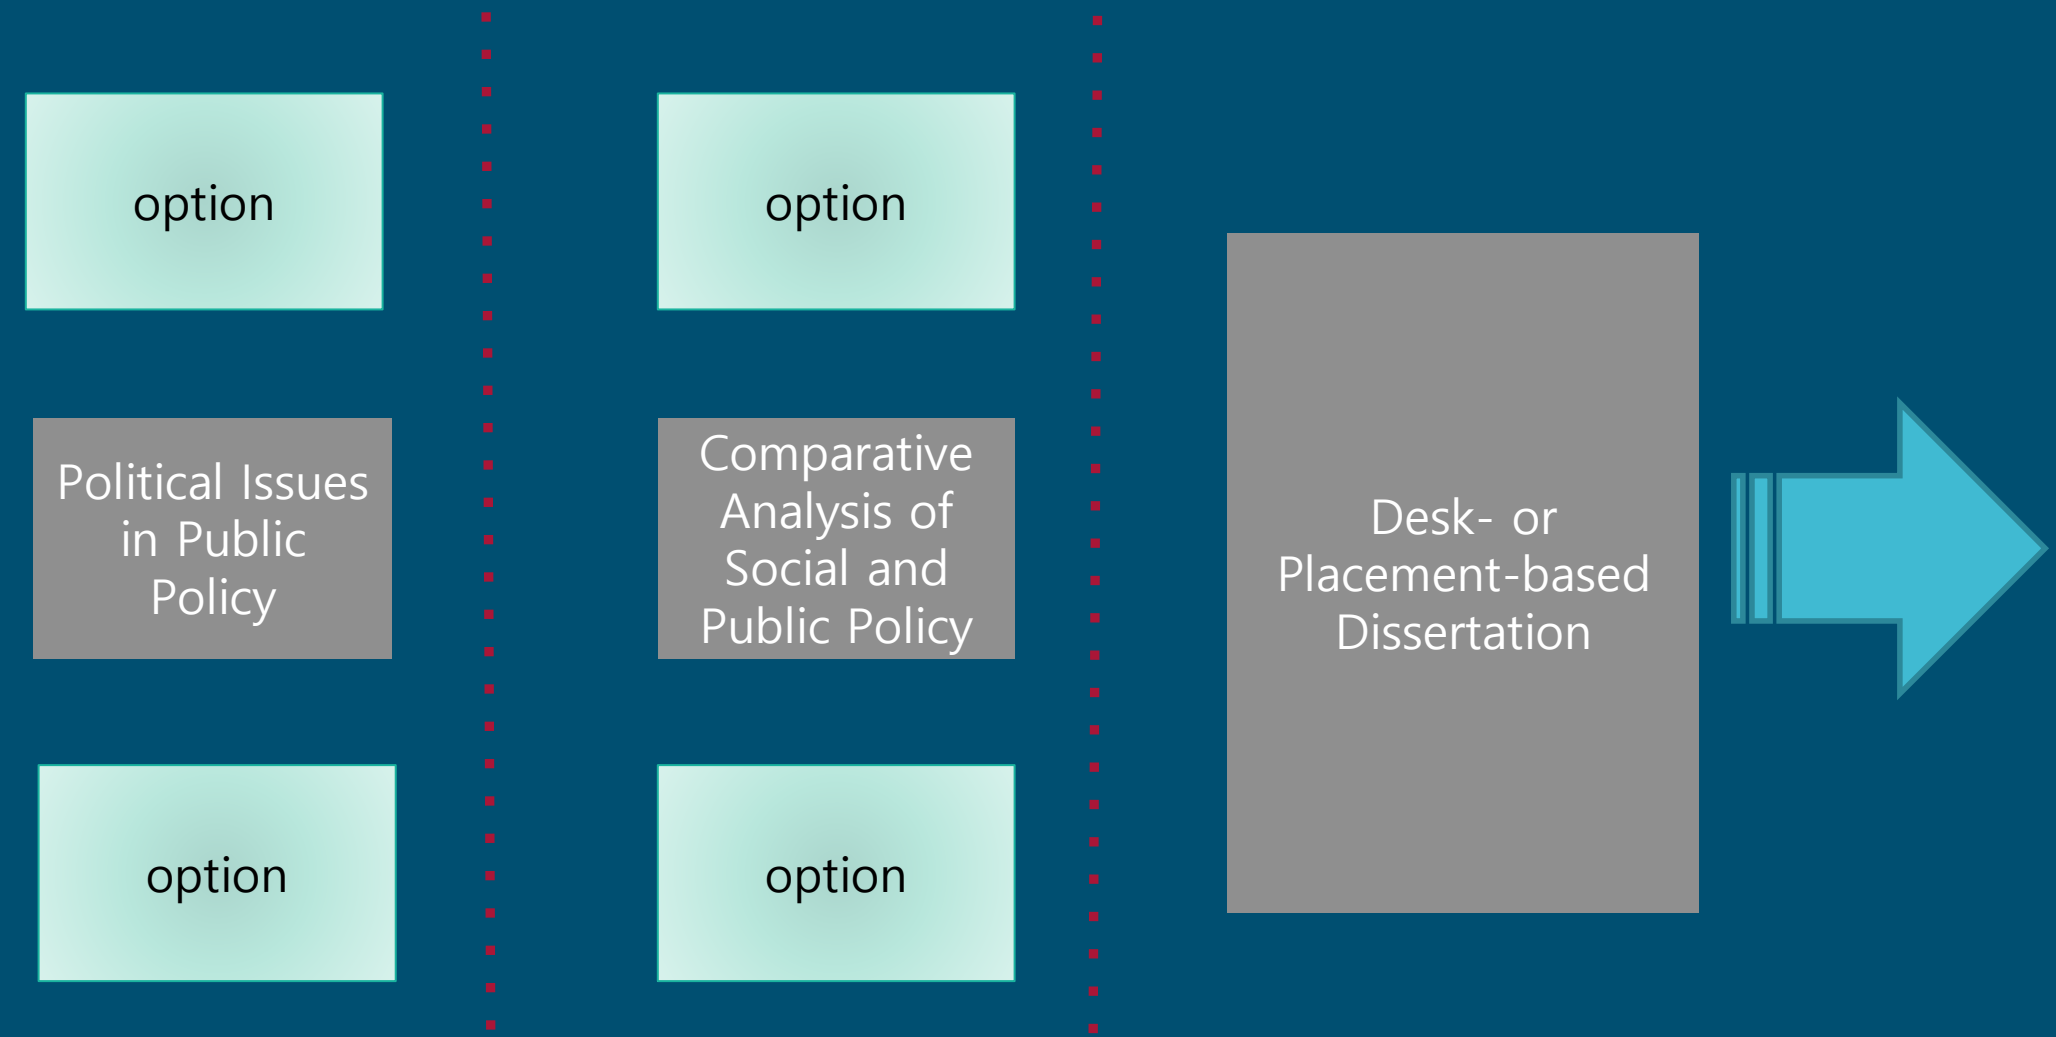 option
Political Issues
in Public
Policy
option
option
Comparative
Analysis of
Social and
Public Policy
option
Desk- or
Placement-based
Dissertation